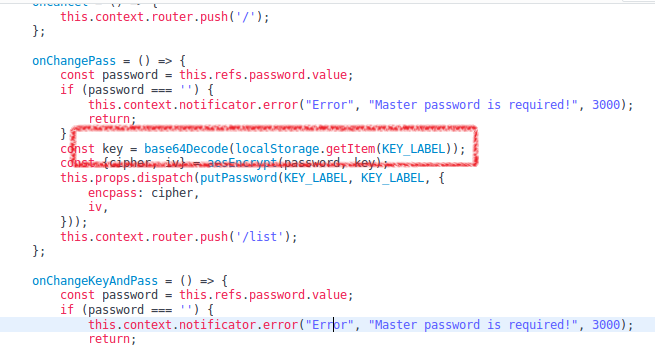 this.context.router.push('/');
};
onChangePass = () => {
const password = this.refs.password.value;
if (password === '') {
this.context.notificator.error("Error", "Master password is required!", 3000);
return;
}
const key = base64Decode(localStorage.getItem(KEY_LABEL));
const {cipher, iv} = aesEncrypt(password, key);
this.props.dispatch(putPassword(KEY_LABEL, KEY_LABEL, {
encpass: cipher,
iv,
}));
this.context.router.push('/list');
};
onChangeKeyAndPass = () => {
const password = this.refs.password.value;
if (password === '') {
this.context.notificator.error("Error", "Master password is required!", 3000);
return;